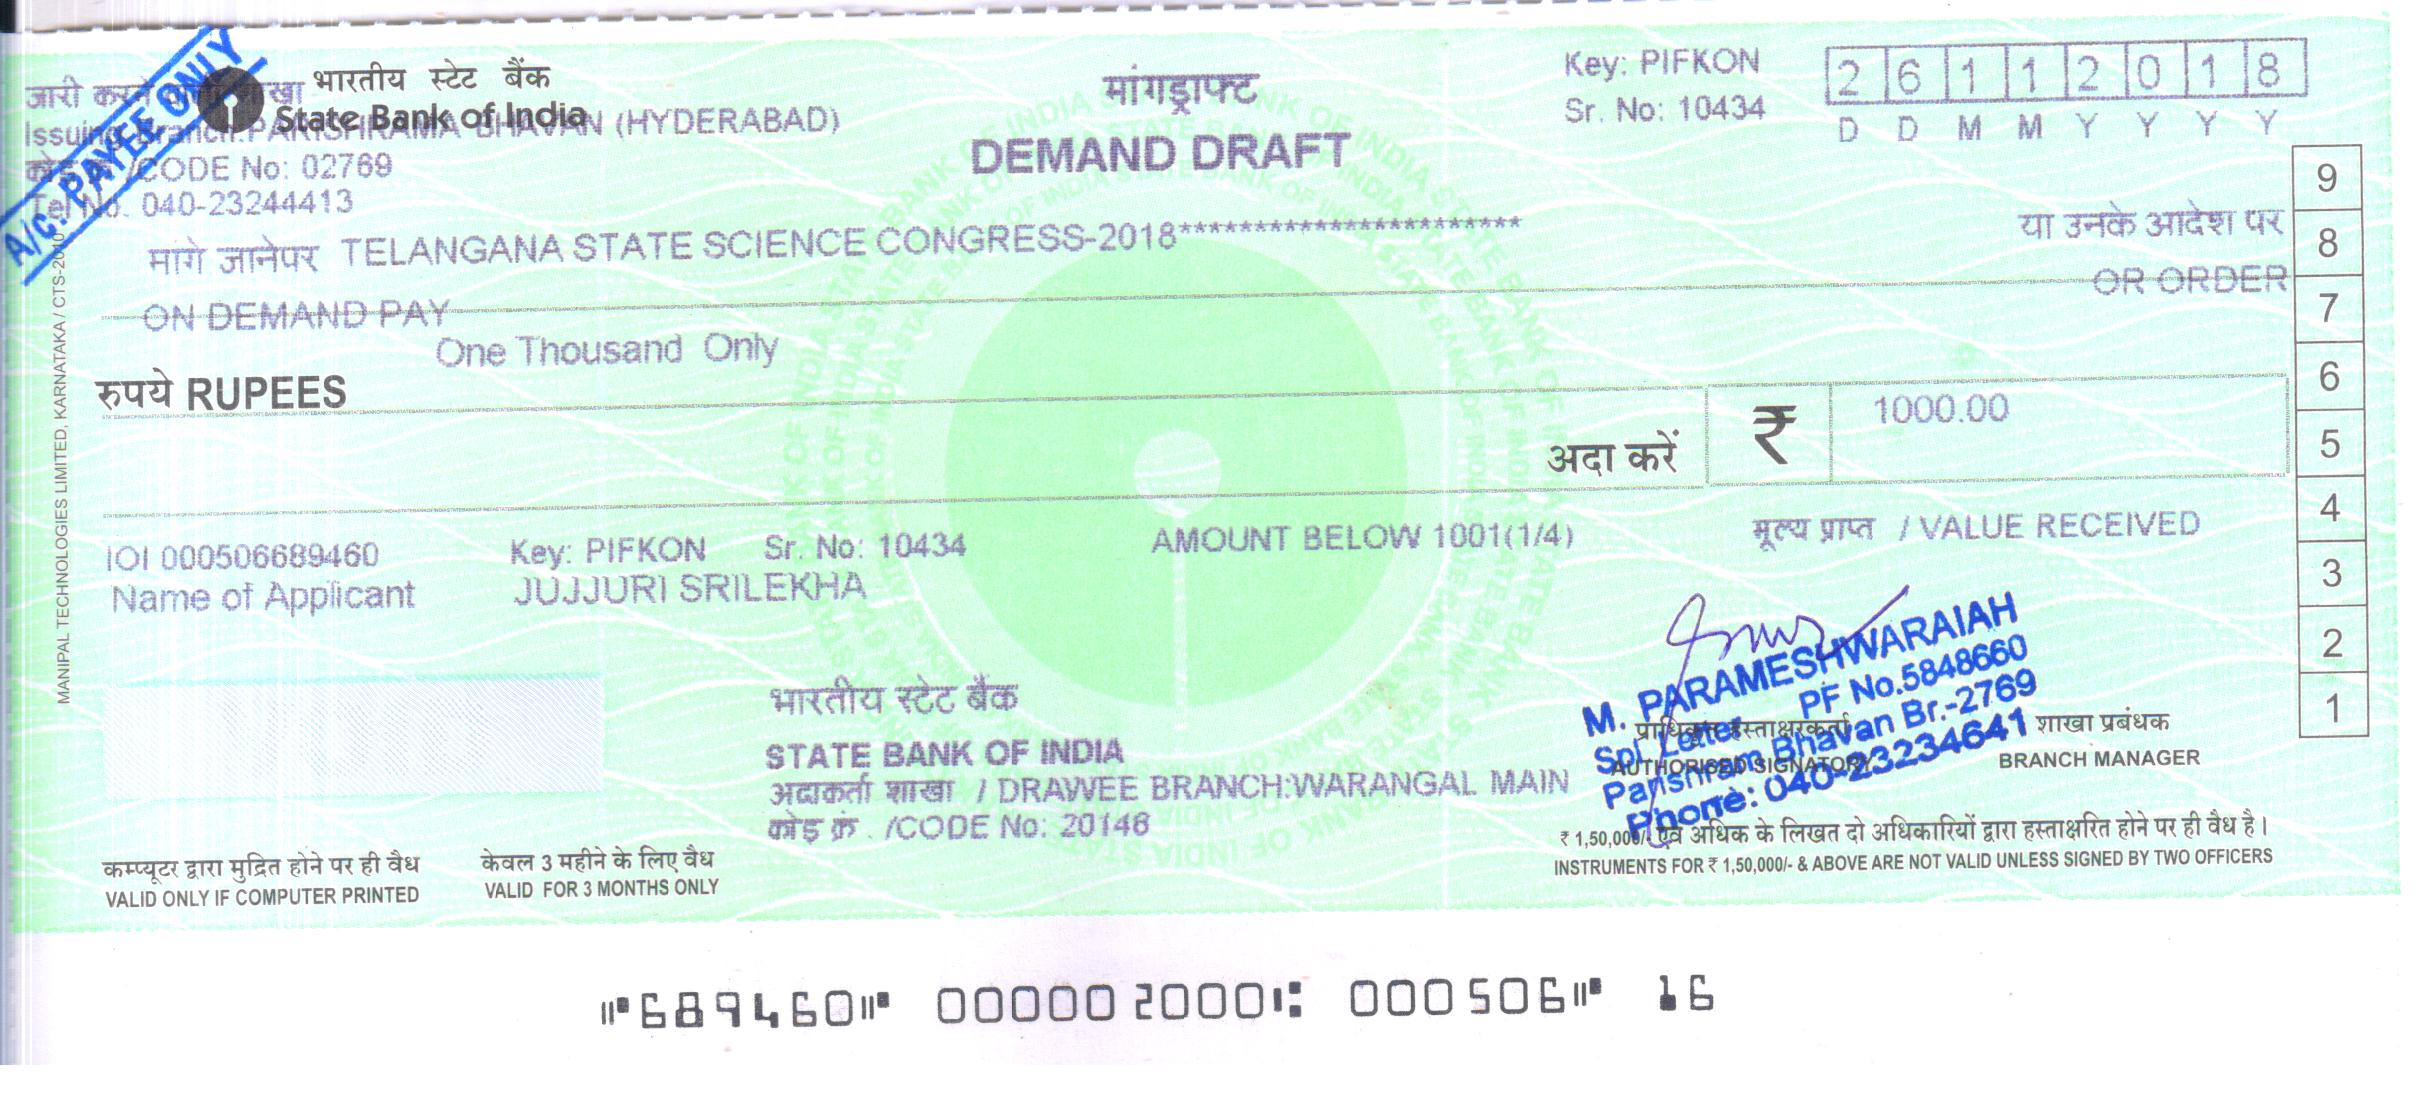 A/c. PAYEE ONLY
भारतीय स्टेट बैंक
State Bank of India
जारी करने
Issuing Branch:PARISHRAMA BHAVAN (HYDERABAD)
/CODE No: 02769
Tel No. 040-23244413
मांगड्राफ्ट
DEMAND DRAFT
Key: PIFKON
Sr. No: 10434
2 6 1 1 2 0 1 8
D D M M Y Y Y Y
मांगे जानेपर TELANGANA STATE SCIENCE CONGRESS-2018**********************
या उनके आदेश पर
ON DEMAND PAY
OR ORDER
One Thousand Only
रुपये RUPEES
अदा करें ₹ 1000.00
9
8
7
6
5
4
3
2
1
IOI 000506689460 Key: PIFKON Sr. No: 10434 AMOUNT BELOW 1001(1/4) मूल्य प्राप्त / VALUE RECEIVED
Name of Applicant JUJJURI SRILEKHA
MANIPAL TECHNOLOGIES LIMITED, KARNATAKA / CTS-2010
M. PARAMESHWARAIAH
PF No.5848660
Spl
Parishram Bhavan Br.-2769
Phone: 040-23234641
प्राधिकृत हस्ताक्षरकर्ता
AUTHORISED SIGNATORY
शाखा प्रबंधक
BRANCH MANAGER
भारतीय स्टेट बैंक
STATE BANK OF INDIA
अदाकर्ता शाखा / DRAWEE BRANCH:WARANGAL MAIN
कोड क्रं . /CODE No: 20146
कम्प्यूटर द्वारा मुद्रित होने पर ही वैध
VALID ONLY IF COMPUTER PRINTED
केवल 3 महीने के लिए वैध
VALID FOR 3 MONTHS ONLY
₹ 1,50,000/- एवं अधिक के लिखत दो अधिकारियों द्वारा हस्ताक्षरित होने पर ही वैध है।
INSTRUMENTS FOR ₹ 1,50,000/- & ABOVE ARE NOT VALID UNLESS SIGNED BY TWO OFFICERS
⑈689460⑈ 000002000⑆ 000506⑈ 16